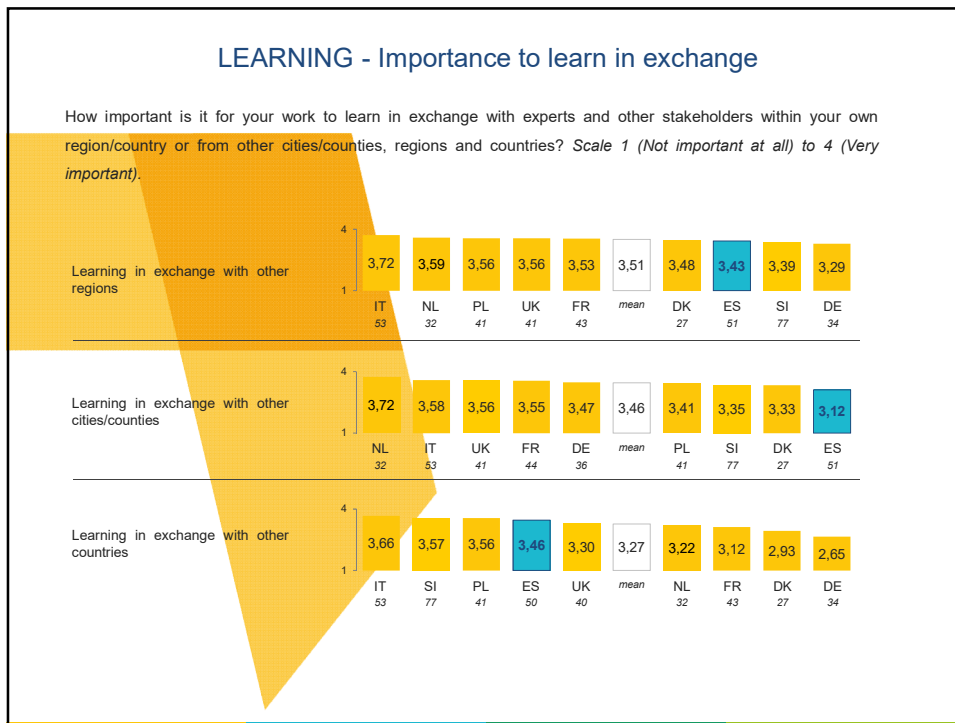 LEARNING - Importance to learn in exchange
How important is it for your work to learn in exchange with experts and other stakeholders within your own
region/country or from other cities/counties, regions and countries? Scale 1 (Not important at all) to 4 (Very
important).
Learning in exchange with other
regions
4
1
3,72 3,59 3,56 3,56 3,53 3,51 3,48 3,43 3,39 3,29
IT NL PL UK FR mean DK ES SI DE
53 32 41 41 43 27 51 77 34
Learning in exchange with other
cities/counties
4
1
3,72 3,58 3,56 3,55 3,47 3,46 3,41 3,35 3,33 3,12
NL IT UK FR DE mean PL SI DK ES
32 53 41 44 36 41 77 27 51
Learning in exchange with other
countries
4
1
3,66 3,57 3,56 3,46 3,30 3,27 3,22 3,12 2,93 2,65
IT SI PL ES UK mean NL FR DK DE
53 77 41 50 40 32 43 27 34